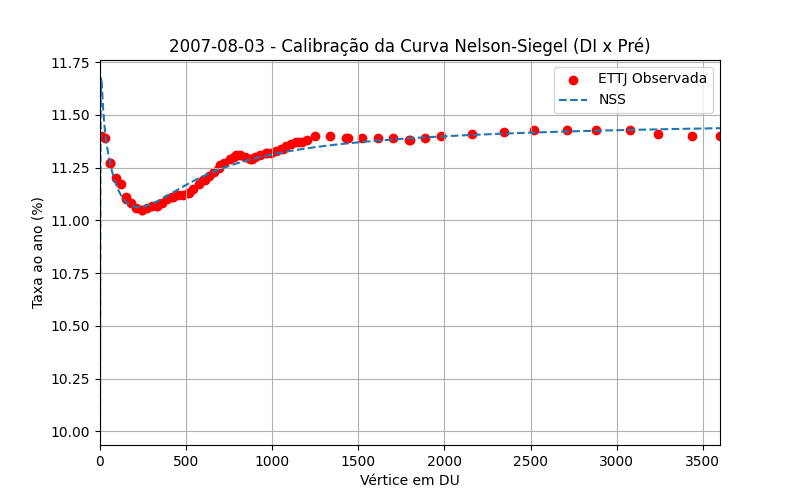 2007-08-03 - Calibração da Curva Nelson-Siegel (DI x Pré)
11.75
11.50
11.25
11.00
10.75
10.50
10.25
10.00
Taxa ao ano (%)
ETTJ Observada
NSS
0 500 1000 1500 2000 2500 3000 3500
Vértice em DU